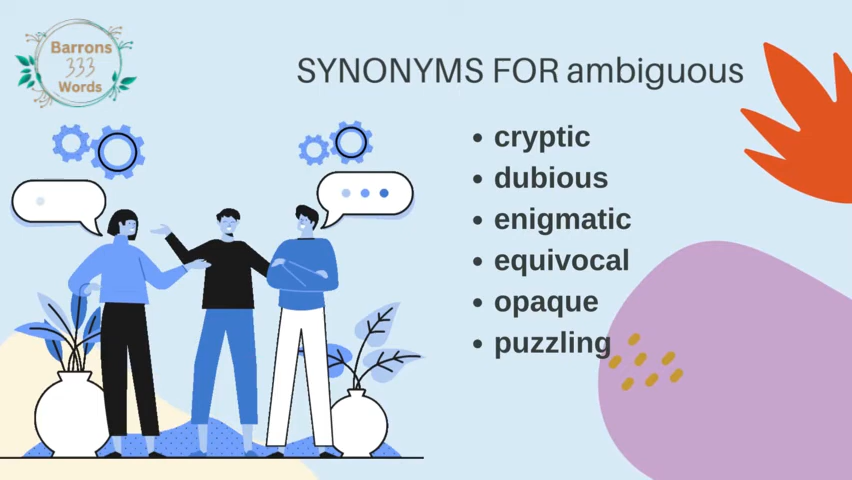 Barrons
333
Words
SYNONYMS FOR ambiguous
• cryptic
• dubious
• enigmatic
• equivocal
• opaque
• puzzling